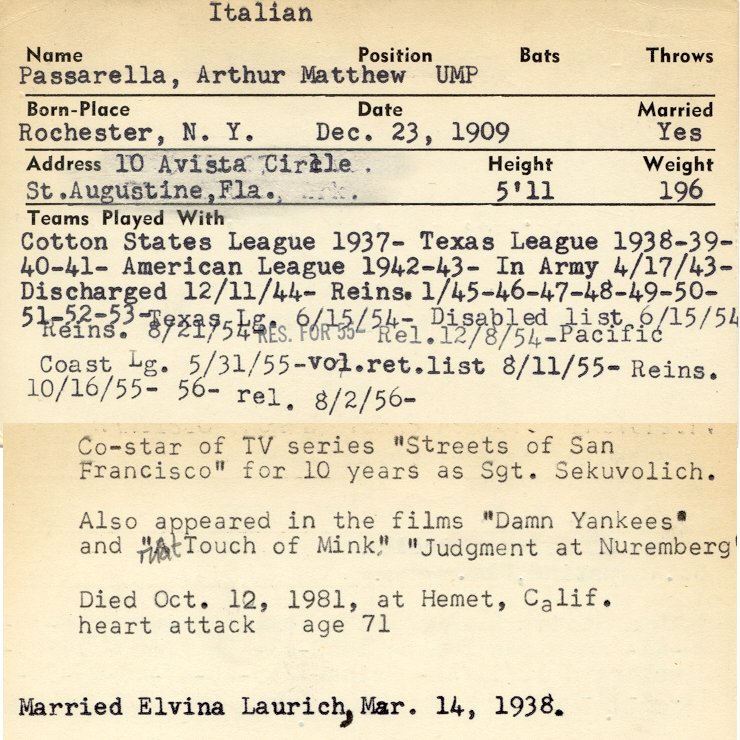 Italian
Name Position Bats Throws
Passarella, Arthur Matthew UMP
Born-Place Date Married
Rochester, N. Y. Dec. 23, 1909 Yes
Address 10 Avista Circle . Height Weight
St.Augustine,Fla., 5'11 196
Teams Played With
Cotton States League 1937- Texas League 1938-39-
40-41- American League 1942-43- In Army 4/17/43-
Discharged 12/11/44- Reins. 1/45-46-47-48-49-50-
51-52-53-Texas Lg. 6/15/54- Disabled list 6/15/54
Reins. 8/21/54- RES. FOR '55- Rel.12/8/54-Pacific
Coast Lg. 5/31/55-vol.ret.list 8/11/55- Reins.
10/16/55- 56- rel. 8/2/56-
Co-star of TV series "Streets of San
Francisco" for 10 years as Sgt. Sekuvolich.
Also appeared in the films "Damn Yankees"
and "That Touch of Mink," "Judgment at Nuremberg"
Died Oct. 12, 1981, at Hemet, Calif.
heart attack age 71
Married Elvina Laurich, Mar. 14, 1938.